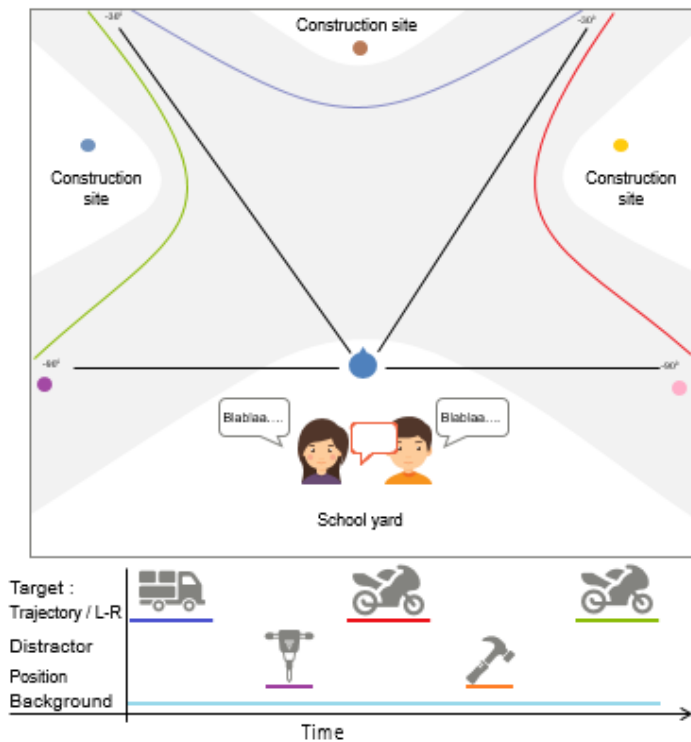 Construction site
-30°
-30°
Construction
site
Construction
site
-90°
-90°
Blablaa....
Blablaa....
School yard
Target :
Trajectory / L-R
Distractor
Position
Background
Time